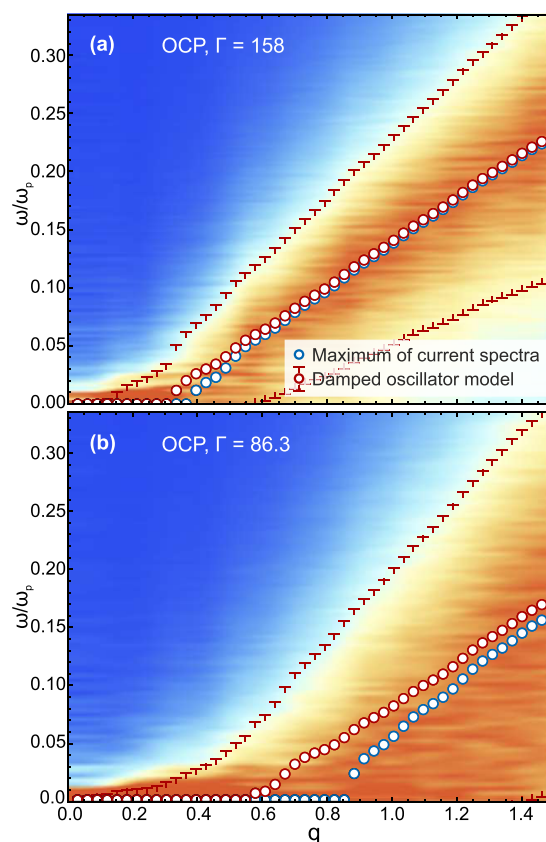 (a) OCP, Γ = 158
0.30
0.25
0.20
ω/ωp
0.15
0.10
0.05
0.00
Maximum of current spectra
Damped oscillator model
(b) OCP, Γ = 86.3
0.30
0.25
0.20
ω/ωp
0.15
0.10
0.05
0.0
0.0 0.2 0.4 0.6 0.8 1.0 1.2 1.4
q